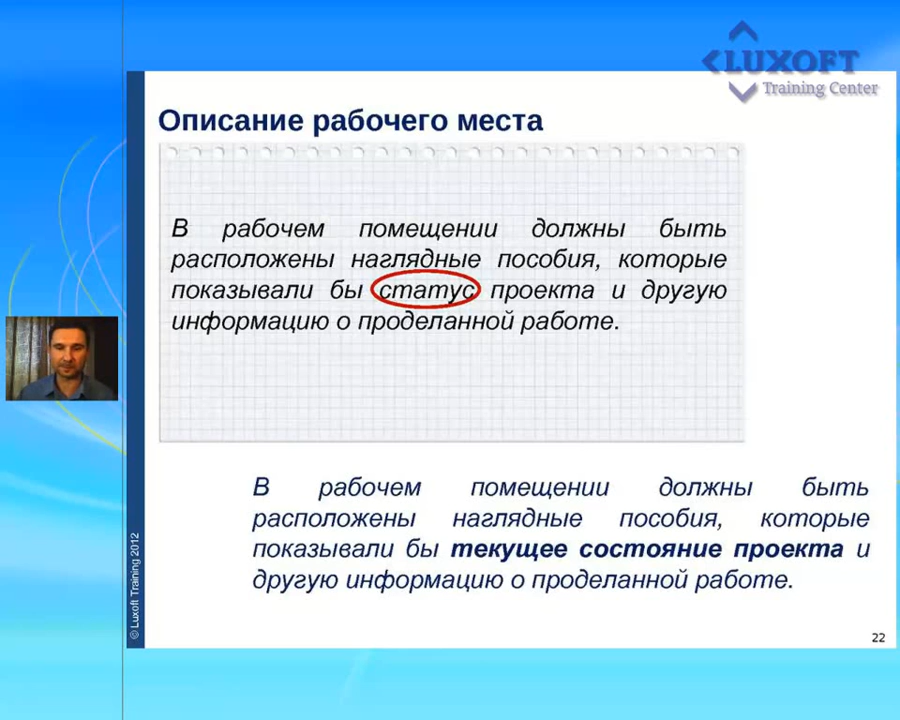 LUXOFT
Training Center
Описание рабочего места
В рабочем помещении должны быть
расположены наглядные пособия, которые
показывали бы статус проекта и другую
информацию о проделанной работе.
В рабочем помещении должны быть
расположены наглядные пособия, которые
показывали бы текущее состояние проекта и
другую информацию о проделанной работе.
© Luxoft Training 2012
22